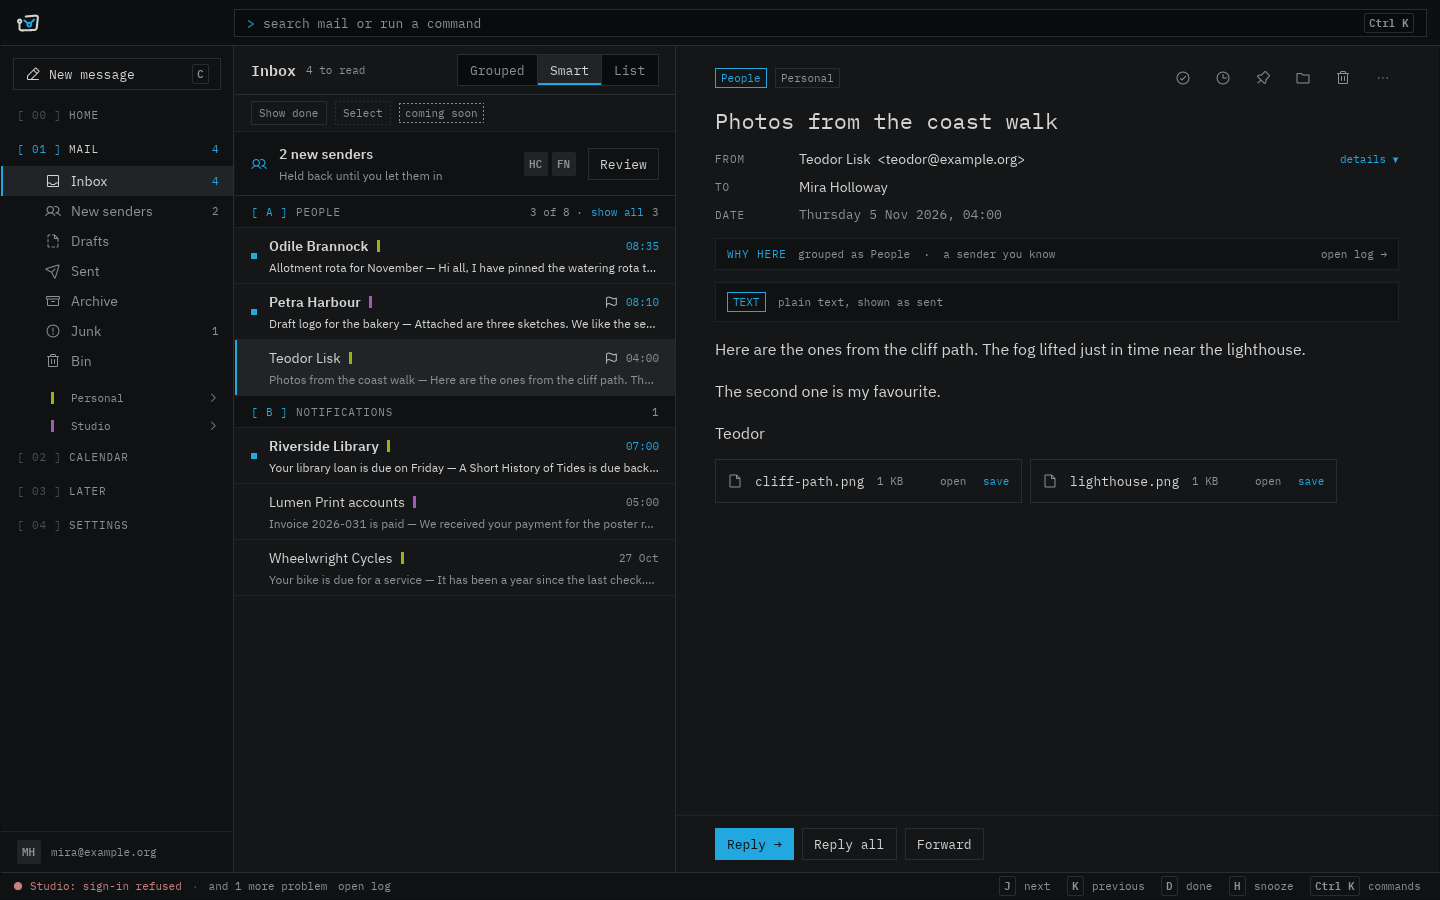 > search mail or run a command Ctrl K
New message C
[ 00 ] HOME
[ 01 ] MAIL 4
Inbox 4
New senders 2
Drafts
Sent
Archive
Junk 1
Bin
Personal
Studio
[ 02 ] CALENDAR
[ 03 ] LATER
[ 04 ] SETTINGS
MH mira@example.org
Inbox 4 to read Grouped Smart List
Show done Select coming soon
2 new senders
Held back until you let them in
HC FN Review
[ A ] PEOPLE 3 of 8 · show all 3
Odile Brannock 08:35
Allotment rota for November — Hi all, I have pinned the watering rota t...
Petra Harbour 08:10
Draft logo for the bakery — Attached are three sketches. We like the se...
Teodor Lisk 04:00
Photos from the coast walk — Here are the ones from the cliff path. Th...
[ B ] NOTIFICATIONS 1
Riverside Library 07:00
Your library loan is due on Friday — A Short History of Tides is due back...
Lumen Print accounts 05:00
Invoice 2026-031 is paid — We received your payment for the poster r...
Wheelwright Cycles 27 Oct
Your bike is due for a service — It has been a year since the last check....
People Personal
Photos from the coast walk
FROM Teodor Lisk <teodor@example.org> details ▾
TO Mira Holloway
DATE Thursday 5 Nov 2026, 04:00
WHY HERE grouped as People · a sender you know open log →
TEXT plain text, shown as sent
Here are the ones from the cliff path. The fog lifted just in time near the lighthouse.
The second one is my favourite.
Teodor
cliff-path.png 1 KB open save
lighthouse.png 1 KB open save
Reply → Reply all Forward
Studio: sign-in refused · and 1 more problem open log
J next K previous D done H snooze Ctrl K commands